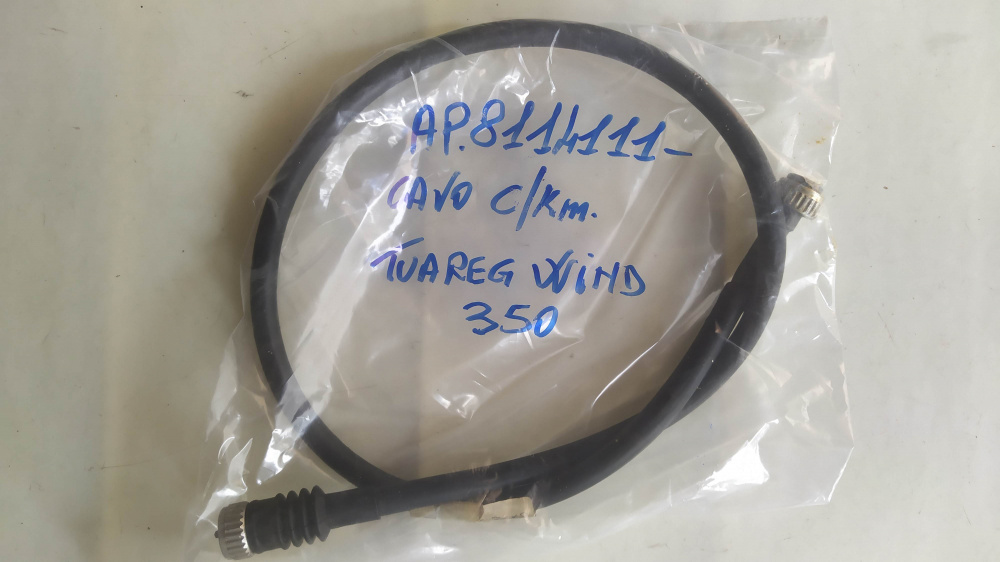 AP.8114111-
CAVO C/Km.
TUAREG WIND
350